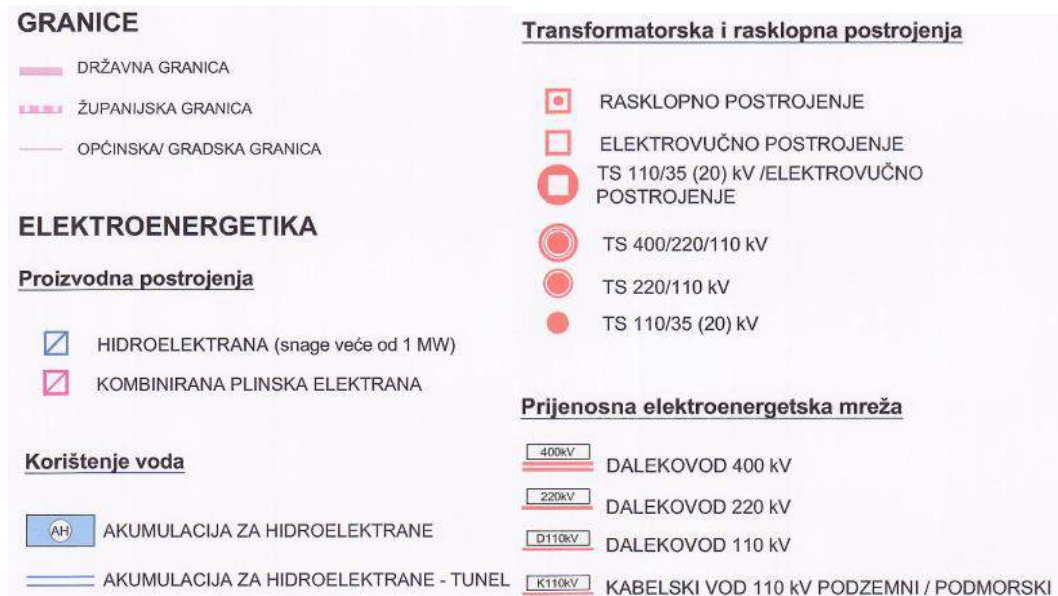 GRANICE
DRŽAVNA GRANICA
ŽUPANIJSKA GRANICA
OPĆINSKA/ GRADSKA GRANICA
ELEKTROENERGETIKA
Proizvodna postrojenja
HIDROELEKTRANA (snage veće od 1 MW)
KOMBINIRANA PLINSKA ELEKTRANA
Korištenje voda
AH AKUMULACIJA ZA HIDROELEKTRANE
AKUMULACIJA ZA HIDROELEKTRANE - TUNEL
Transformatorska i rasklopna postrojenja
RASKLOPNO POSTROJENJE
ELEKTROVUČNO POSTROJENJE
TS 110/35 (20) kV /ELEKTROVUČNO
POSTROJENJE
TS 400/220/110 kV
TS 220/110 kV
TS 110/35 (20) kV
Prijenosna elektroenergetska mreža
400kV DALEKOVOD 400 kV
220kV DALEKOVOD 220 kV
D110kV DALEKOVOD 110 kV
K110kV KABELSKI VOD 110 kV PODZEMNI / PODMORSKI